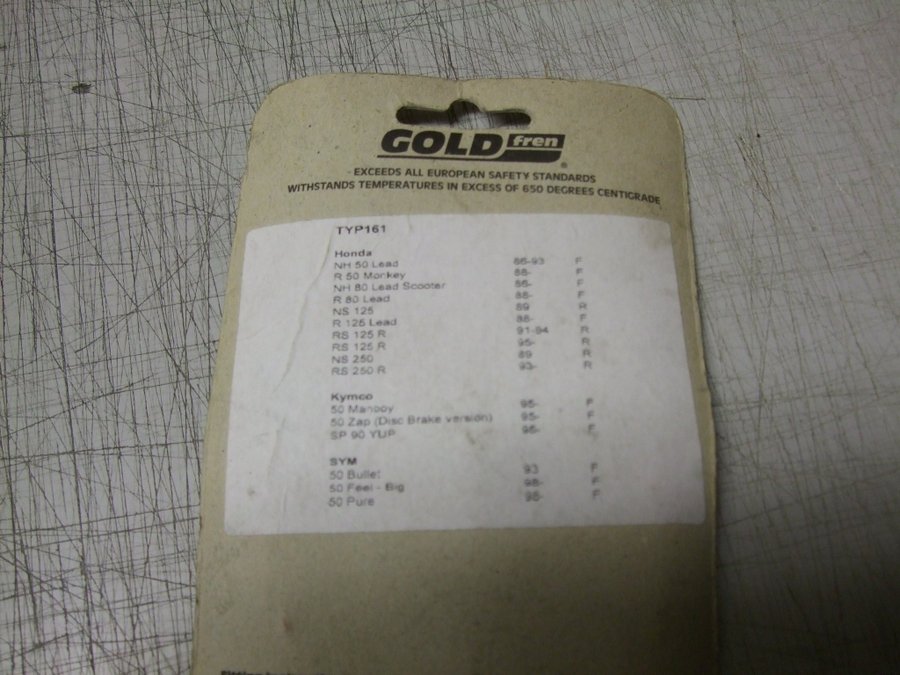 GOLD fren ®
EXCEEDS ALL EUROPEAN SAFETY STANDARDS
WITHSTANDS TEMPERATURES IN EXCESS OF 650 DEGREES CENTIGRADE
TYP161
Honda
NH 50 Lead 86-93 F
R 50 Monkey 88- F
NH 80 Lead Scooter 86- F
R 80 Lead 88- F
NS 125 89 R
R 125 Lead 88- F
RS 125 R 91-94 R
RS 125 R 95- R
NS 250 89 R
RS 250 R 93- R
Kymco
50 Manboy 95- F
50 Zap (Disc Brake version) 95- F
SP 90 YUP 95- F
SYM
50 Bullet 93 F
50 Feel - Big 98- F
50 Pure 98- F